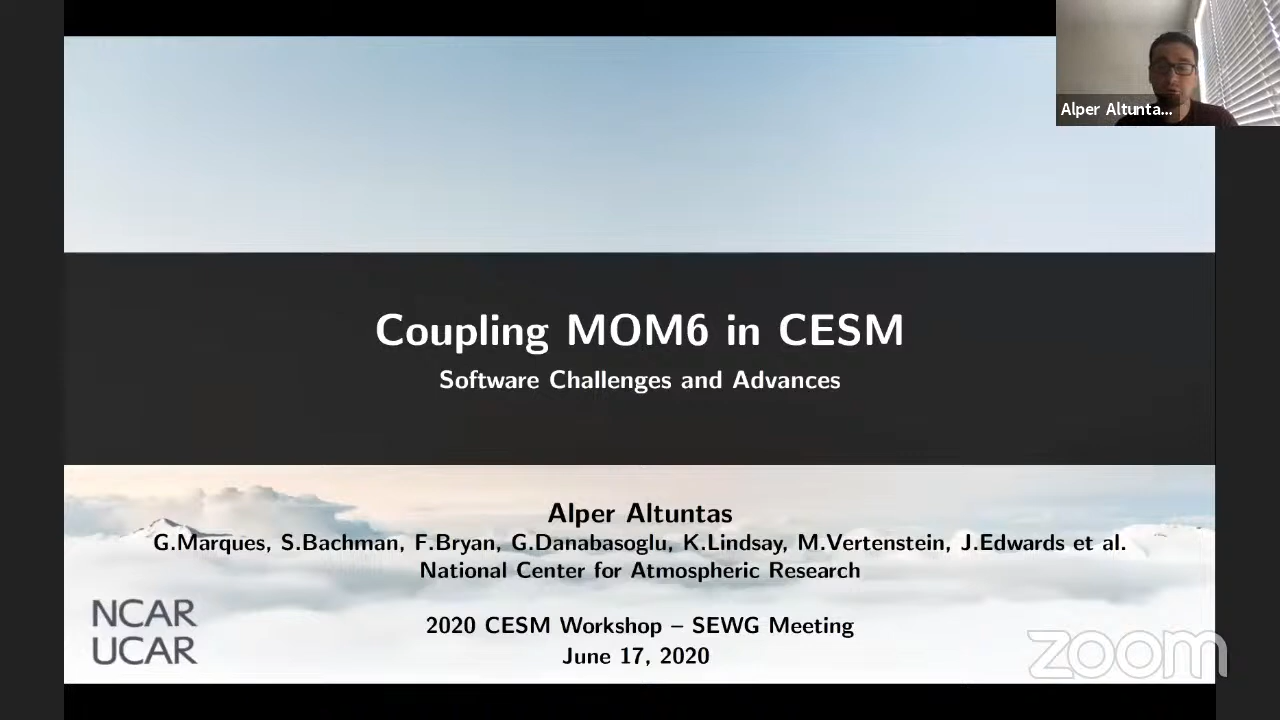 Alper Altunta...
Coupling MOM6 in CESM
Software Challenges and Advances
Alper Altuntas
G.Marques, S.Bachman, F.Bryan, G.Danabasoglu, K.Lindsay, M.Vertenstein, J.Edwards et al.
National Center for Atmospheric Research
NCAR
UCAR
2020 CESM Workshop – SEWG Meeting
June 17, 2020
zoom